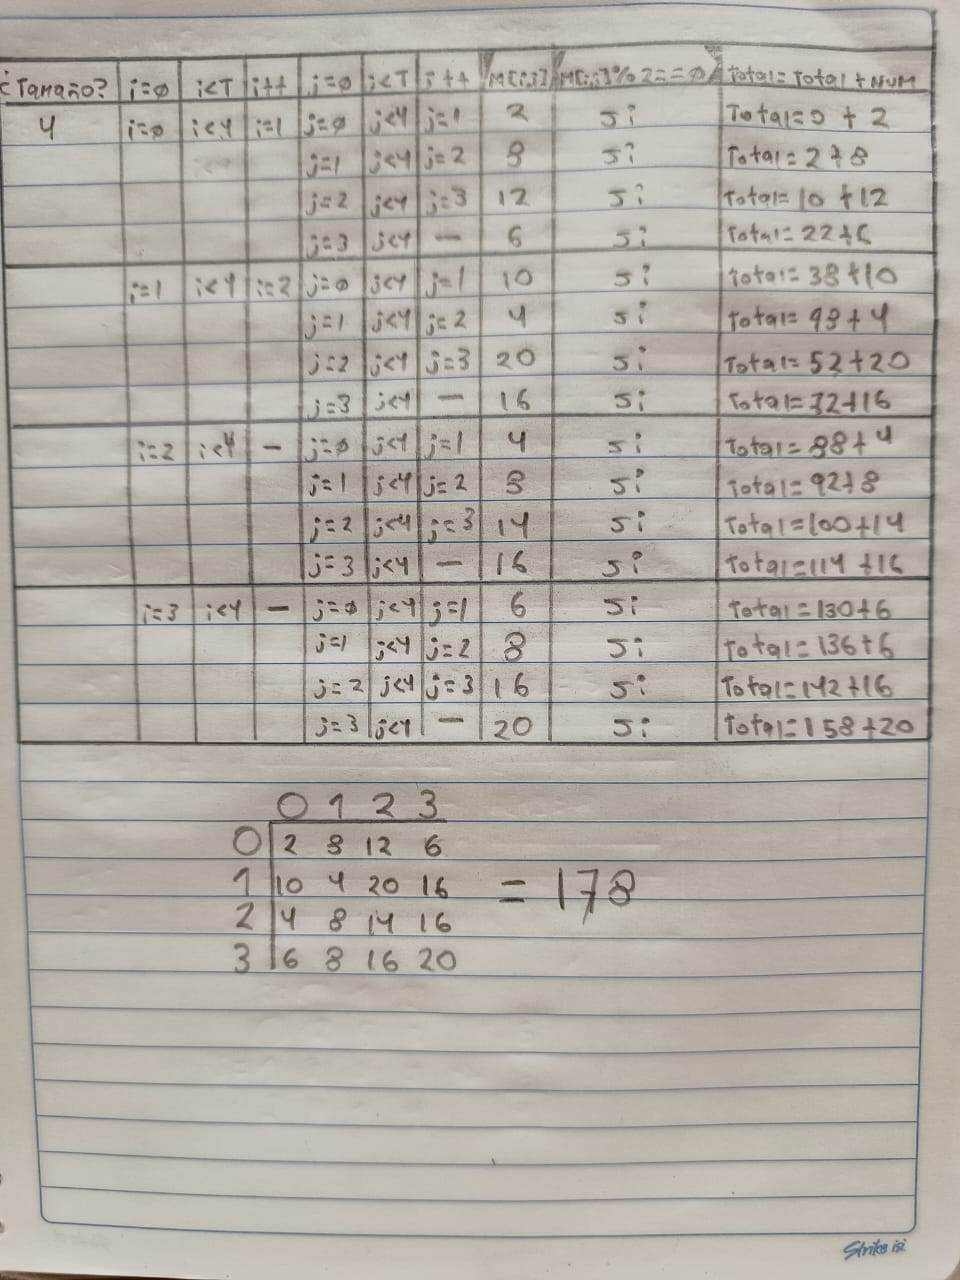 ¿Tamaño? i=ø i<T i++ j=ø j<T j++ M[i,j] M[i,j]%2==ø Total=Total+NUM
4 i=ø i<4 i=1 j=ø j<4 j=1 2 Si Total=0+2
j=1 j<4 j=2 8 Si Total=2+8
j=2 j<4 j=3 12 Si Total=10+12
j=3 j<4 — 6 Si Total=22+6
i=1 i<4 i=2 j=ø j<4 j=1 10 Si Total=38+10
j=1 j<4 j=2 4 Si Total=48+4
j=2 j<4 j=3 20 Si Total=52+20
j=3 j<4 — 16 Si Total=72+16
i=2 i<4 — j=ø j<4 j=1 4 Si Total=88+4
j=1 j<4 j=2 8 Si Total=92+8
j=2 j<4 j=3 14 Si Total=100+14
j=3 j<4 — 16 Si Total=114+16
i=3 i<4 — j=ø j<4 j=1 6 Si Total=130+6
j=1 j<4 j=2 8 Si Total=136+6
j=2 j<4 j=3 16 Si Total=142+16
j=3 j<4 — 20 Si Total=158+20
0 1 2 3
0 2 8 12 6
1 10 4 20 16 = 178
2 4 8 14 16
3 6 8 16 20